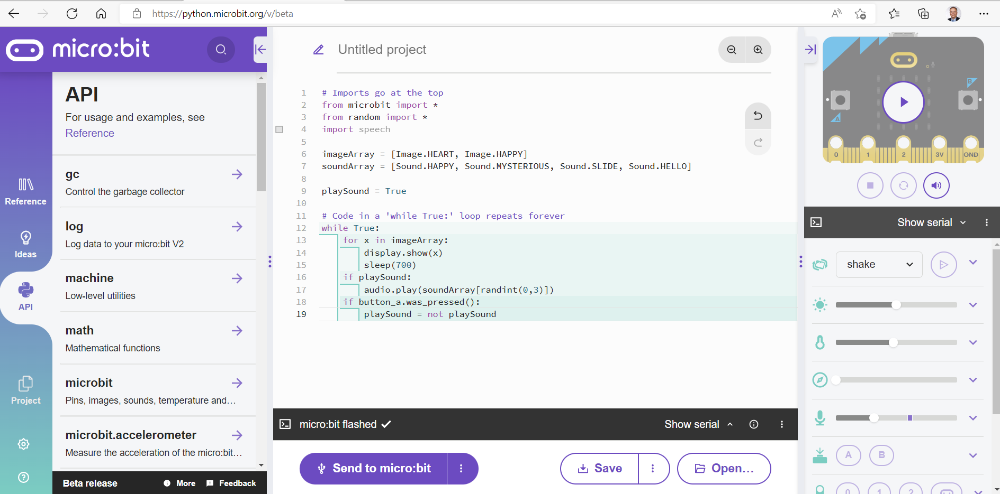 https://python.microbit.org/v/beta
micro:bit
API
For usage and examples, see
Reference
gc
Control the garbage collector
log
Log data to your micro:bit V2
machine
Low-level utilities
math
Mathematical functions
microbit
Pins, images, sounds, temperature and…
microbit.accelerometer
Measure the acceleration of the micro:bit…
Reference
Ideas
API
Project
Beta release
More
Feedback
Untitled project
1 # Imports go at the top
2 from microbit import *
3 from random import *
4 import speech
5
6 imageArray = [Image.HEART, Image.HAPPY]
7 soundArray = [Sound.HAPPY, Sound.MYSTERIOUS, Sound.SLIDE, Sound.HELLO]
8
9 playSound = True
10
11 # Code in a 'while True:' loop repeats forever
12 while True:
13 for x in imageArray:
14 display.show(x)
15 sleep(700)
16 if playSound:
17 audio.play(soundArray[randint(0,3)])
18 if button_a.was_pressed():
19 playSound = not playSound
micro:bit flashed
Show serial
Send to micro:bit
Save
Open…
B
A
0 1 2 3V GND
Show serial
shake
A B
0 1 2